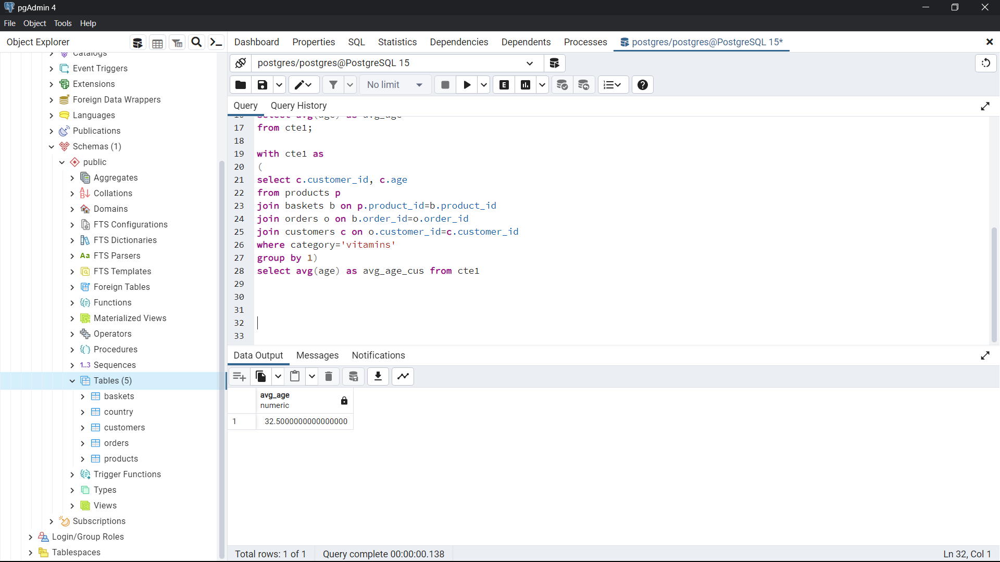 pgAdmin 4
File Object Tools Help
Object Explorer
Dashboard Properties SQL Statistics Dependencies Dependents Processes postgres/postgres@PostgreSQL 15*
Catalogs
Event Triggers
Extensions
Foreign Data Wrappers
Languages
Publications
Schemas (1)
public
Aggregates
Collations
Domains
FTS Configurations
FTS Dictionaries
Aa FTS Parsers
FTS Templates
Foreign Tables
Functions
Materialized Views
Operators
Procedures
1..3 Sequences
Tables (5)
baskets
country
customers
orders
products
Trigger Functions
Types
Views
Subscriptions
Login/Group Roles
Tablespaces
postgres/postgres@PostgreSQL 15
No limit E
Query Query History
16 select avg(age) as avg_age
17 from cte1;
18
19 with cte1 as
20 (
21 select c.customer_id, c.age
22 from products p
23 join baskets b on p.product_id=b.product_id
24 join orders o on b.order_id=o.order_id
25 join customers c on o.customer_id=c.customer_id
26 where category='vitamins'
27 group by 1)
28 select avg(age) as avg_age_cus from cte1
29
30
31
32
33
Data Output Messages Notifications
avg_age
numeric
1 32.5000000000000000
Total rows: 1 of 1 Query complete 00:00:00.138 Ln 32, Col 1